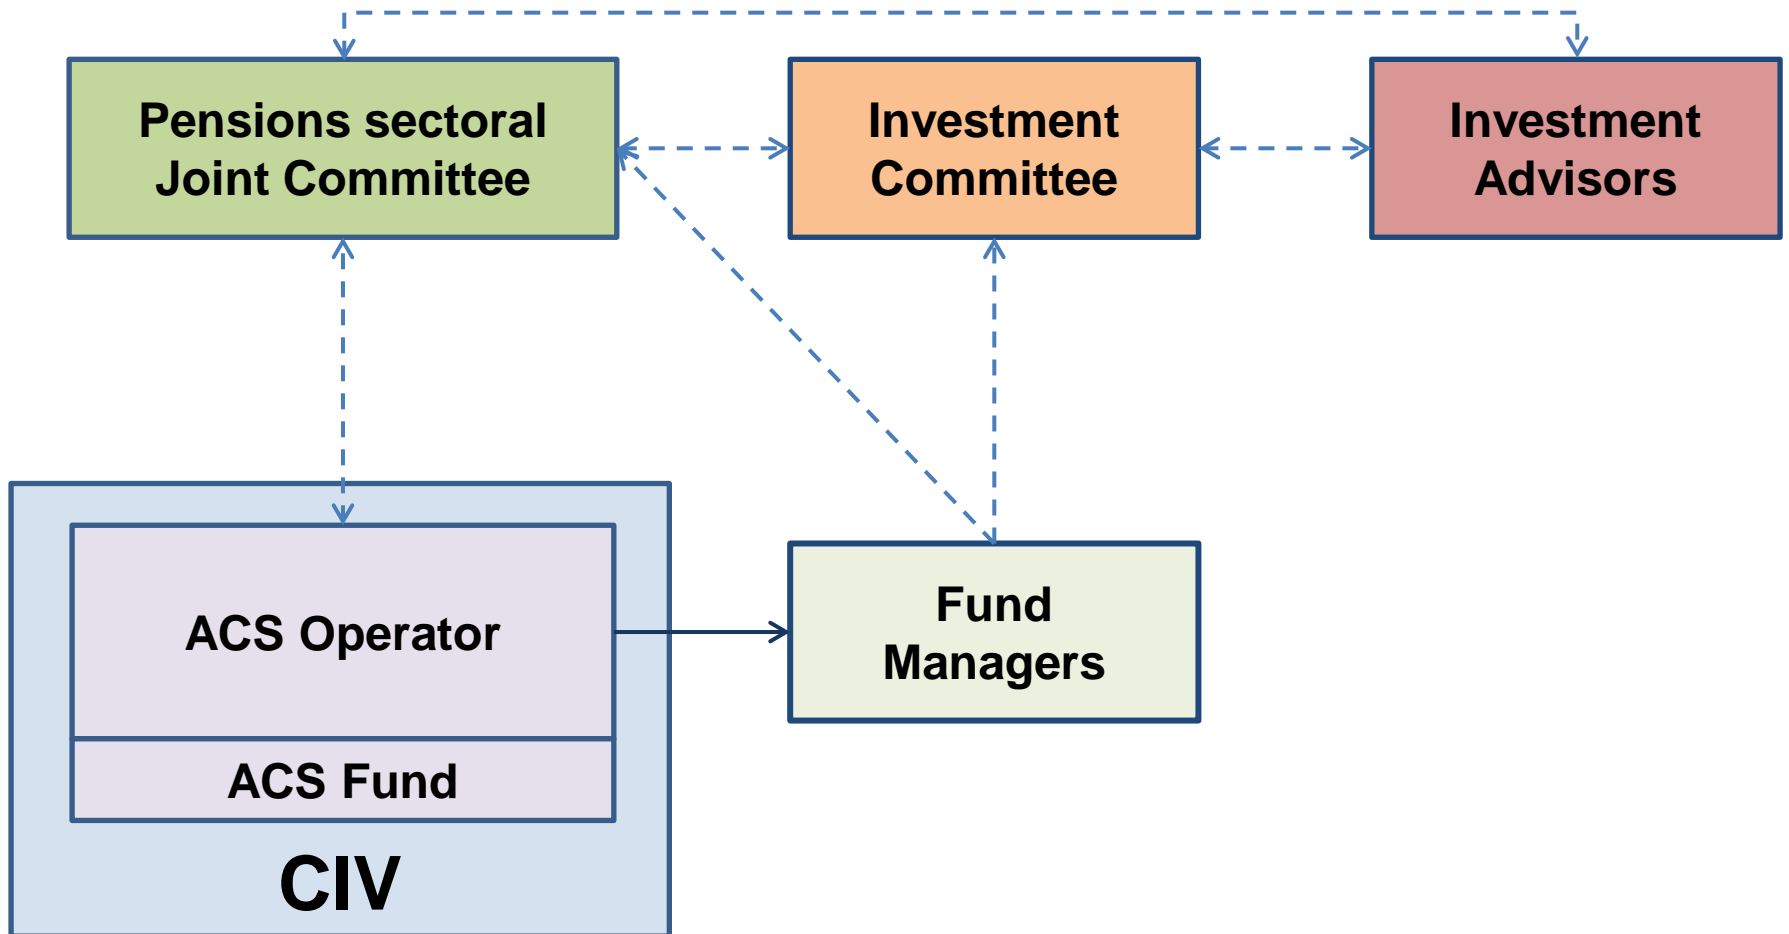 Pensions sectoral
Joint Committee
Investment
Committee
Investment
Advisors
ACS Operator
ACS Fund
CIV
Fund
Managers